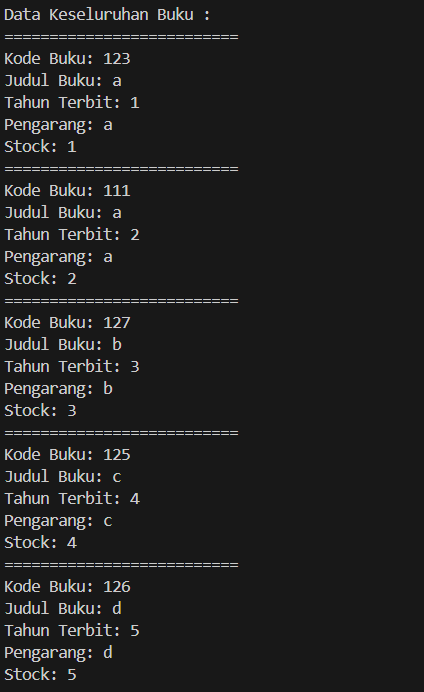 Data Keseluruhan Buku :
==========================
Kode Buku: 123
Judul Buku: a
Tahun Terbit: 1
Pengarang: a
Stock: 1
==========================
Kode Buku: 111
Judul Buku: a
Tahun Terbit: 2
Pengarang: a
Stock: 2
==========================
Kode Buku: 127
Judul Buku: b
Tahun Terbit: 3
Pengarang: b
Stock: 3
==========================
Kode Buku: 125
Judul Buku: c
Tahun Terbit: 4
Pengarang: c
Stock: 4
==========================
Kode Buku: 126
Judul Buku: d
Tahun Terbit: 5
Pengarang: d
Stock: 5